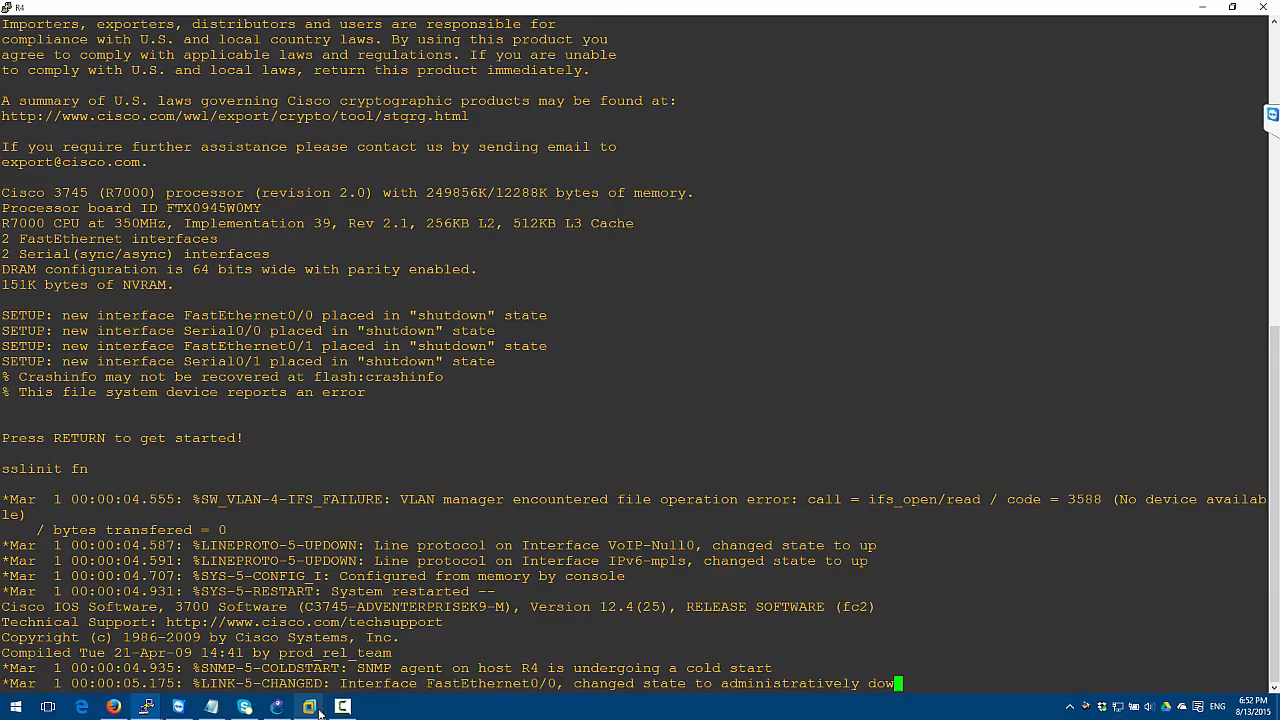 R4
Importers, exporters, distributors and users are responsible for
compliance with U.S. and local country laws. By using this product you
agree to comply with applicable laws and regulations. If you are unable
to comply with U.S. and local laws, return this product immediately.
A summary of U.S. laws governing Cisco cryptographic products may be found at:
http://www.cisco.com/wwl/export/crypto/tool/stqrg.html
If you require further assistance please contact us by sending email to
export@cisco.com.
Cisco 3745 (R7000) processor (revision 2.0) with 249856K/12288K bytes of memory.
Processor board ID FTX0945W0MY
R7000 CPU at 350MHz, Implementation 39, Rev 2.1, 256KB L2, 512KB L3 Cache
2 FastEthernet interfaces
2 Serial(sync/async) interfaces
DRAM configuration is 64 bits wide with parity enabled.
151K bytes of NVRAM.
SETUP: new interface FastEthernet0/0 placed in "shutdown" state
SETUP: new interface Serial0/0 placed in "shutdown" state
SETUP: new interface FastEthernet0/1 placed in "shutdown" state
SETUP: new interface Serial0/1 placed in "shutdown" state
% Crashinfo may not be recovered at flash:crashinfo
% This file system device reports an error
Press RETURN to get started!
sslinit fn
*Mar  1 00:00:04.555: %SW_VLAN-4-IFS_FAILURE: VLAN manager encountered file operation error: call = ifs_open/read / code = 3588 (No device availab
le)
/ bytes transfered = 0
*Mar  1 00:00:04.587: %LINEPROTO-5-UPDOWN: Line protocol on Interface VoIP-Null0, changed state to up
*Mar  1 00:00:04.591: %LINEPROTO-5-UPDOWN: Line protocol on Interface IPv6-mpls, changed state to up
*Mar  1 00:00:04.707: %SYS-5-CONFIG_I: Configured from memory by console
*Mar  1 00:00:04.931: %SYS-5-RESTART: System restarted --
Cisco IOS Software, 3700 Software (C3745-ADVENTERPRISEK9-M), Version 12.4(25), RELEASE SOFTWARE (fc2)
Technical Support: http://www.cisco.com/techsupport
Copyright (c) 1986-2009 by Cisco Systems, Inc.
Compiled Tue 21-Apr-09 14:41 by prod_rel_team
*Mar  1 00:00:04.935: %SNMP-5-COLDSTART: SNMP agent on host R4 is undergoing a cold start
*Mar  1 00:00:05.175: %LINK-5-CHANGED: Interface FastEthernet0/0, changed state to administratively dow
ENG
6:52 PM
8/13/2015